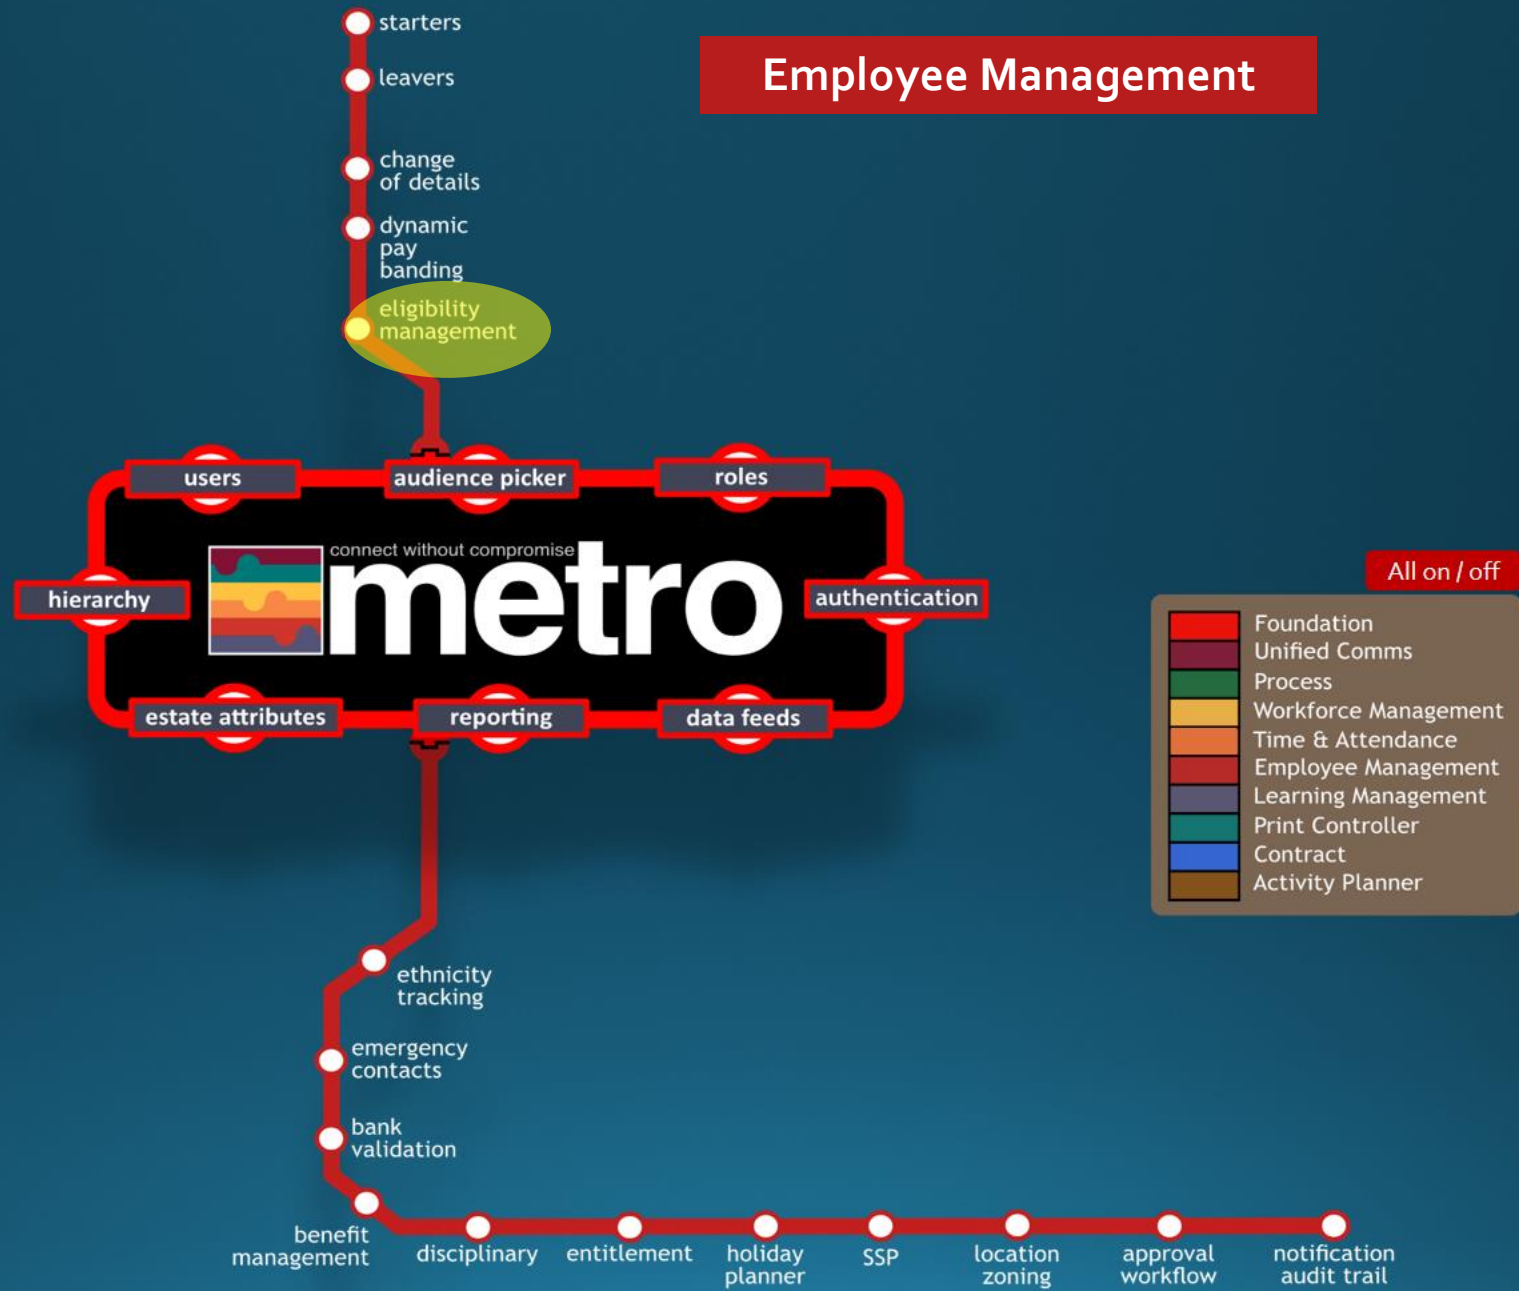 starters
Employee Management
leavers
change
of details
dynamic
pay
banding
eligibility
management
users
audience picker
roles
connect without compromise
metro
hierarchy
authentication
estate attributes
reporting
data feeds
All on / off
Foundation
Unified Comms
Process
Workforce Management
Time & Attendance
Employee Management
Learning Management
Print Controller
Contract
Activity Planner
ethnicity
tracking
emergency
contacts
bank
validation
benefit
management
disciplinary
entitlement
holiday
planner
SSP
location
zoning
approval
workflow
notification
audit trail